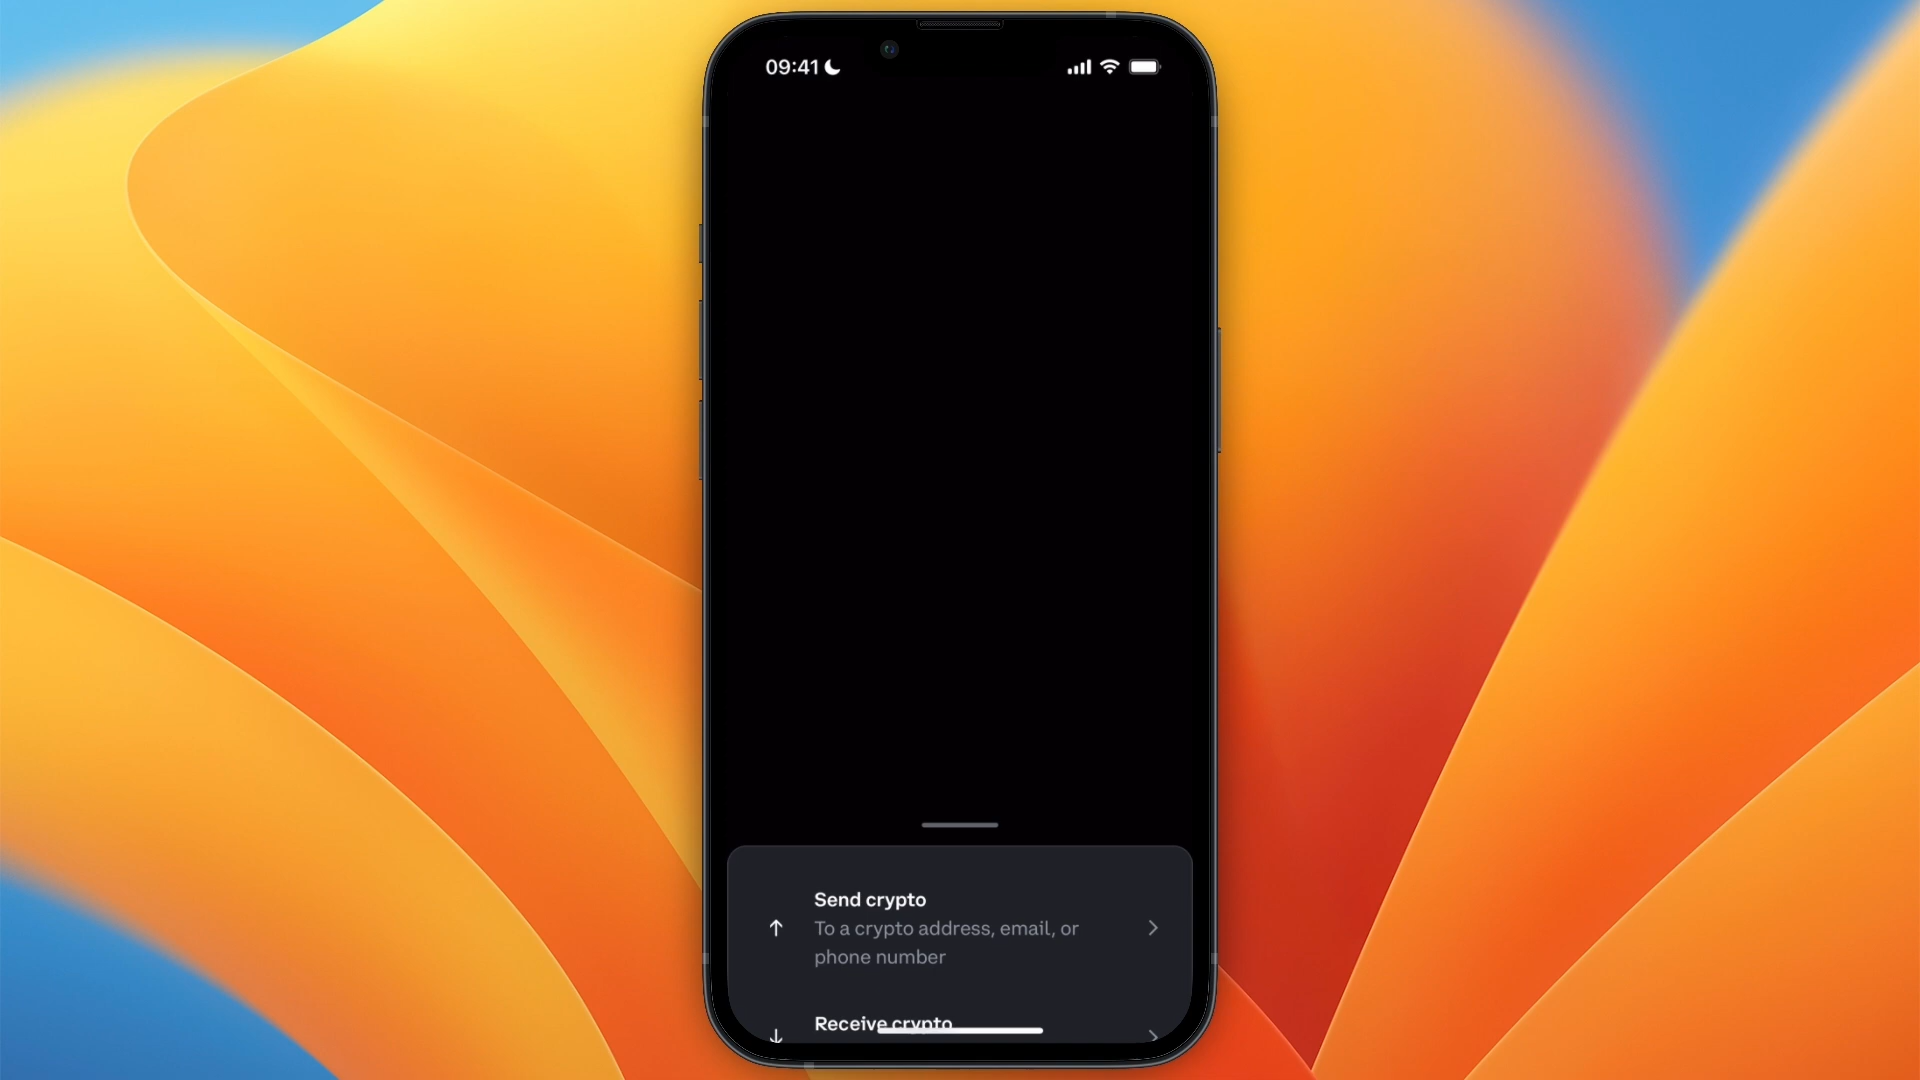 09:41
Send crypto
To a crypto address, email, or
phone number
Receive crypto